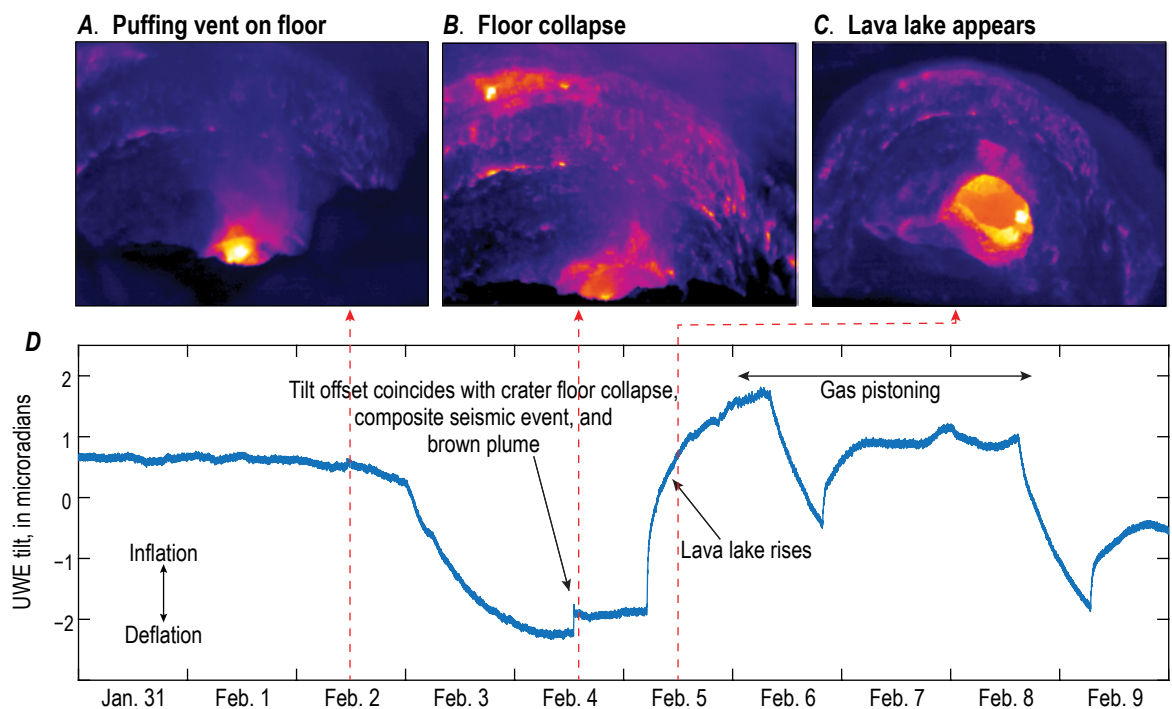 A. Puffing vent on floor
B. Floor collapse
C. Lava lake appears
D
Tilt offset coincides with crater floor collapse,
composite seismic event, and
brown plume
Gas pistoning
Lava lake rises
Inflation
Deflation
UWE tilt, in microradians
2
1
0
−1
−2
Jan. 31
Feb. 1
Feb. 2
Feb. 3
Feb. 4
Feb. 5
Feb. 6
Feb. 7
Feb. 8
Feb. 9